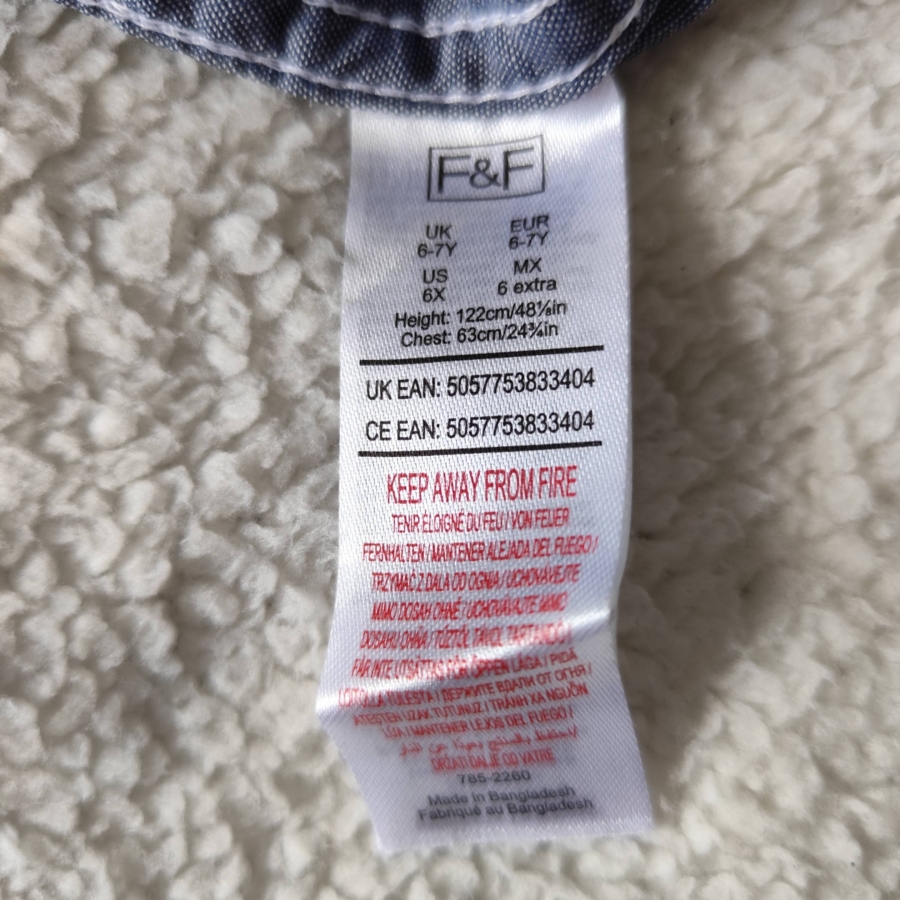 F&F
UK EUR
6-7Y 6-7Y
US MX
6X 6 extra
Height: 122cm/48⅛in
Chest: 63cm/24¾in
UK EAN: 5057753833404
CE EAN: 5057753833404
KEEP AWAY FROM FIRE
TENIR ÉLOIGNÉ DU FEU / VON FEUER
FERNHALTEN / MANTENER ALEJADA DEL FUEGO /
TRZYMAĆ Z DALA OD OGNIA / UCHOVÁVEJTE
MIMO DOSAH OHNĚ / UCHOVÁVAJTE MIMO
DOSAHU OHŇA / TŰZTŐL TÁVOL TARTANDÓ /
FÅR INTE UTSÄTTAS FÖR ÖPPEN LÅGA / PIDÄ
LOITOLLA TULESTA / ДЕРЖИТЕ ВДАЛИ ОТ ОГНЯ /
ATEŞTEN UZAK TUTUNUZ / TRÁNH XA NGUỒN
LỬA / MANTENER LEJOS DEL FUEGO /
DRŽATI DALJE OD VATRE
765-2260
Made in Bangladesh
Fabriqué au Bangladesh